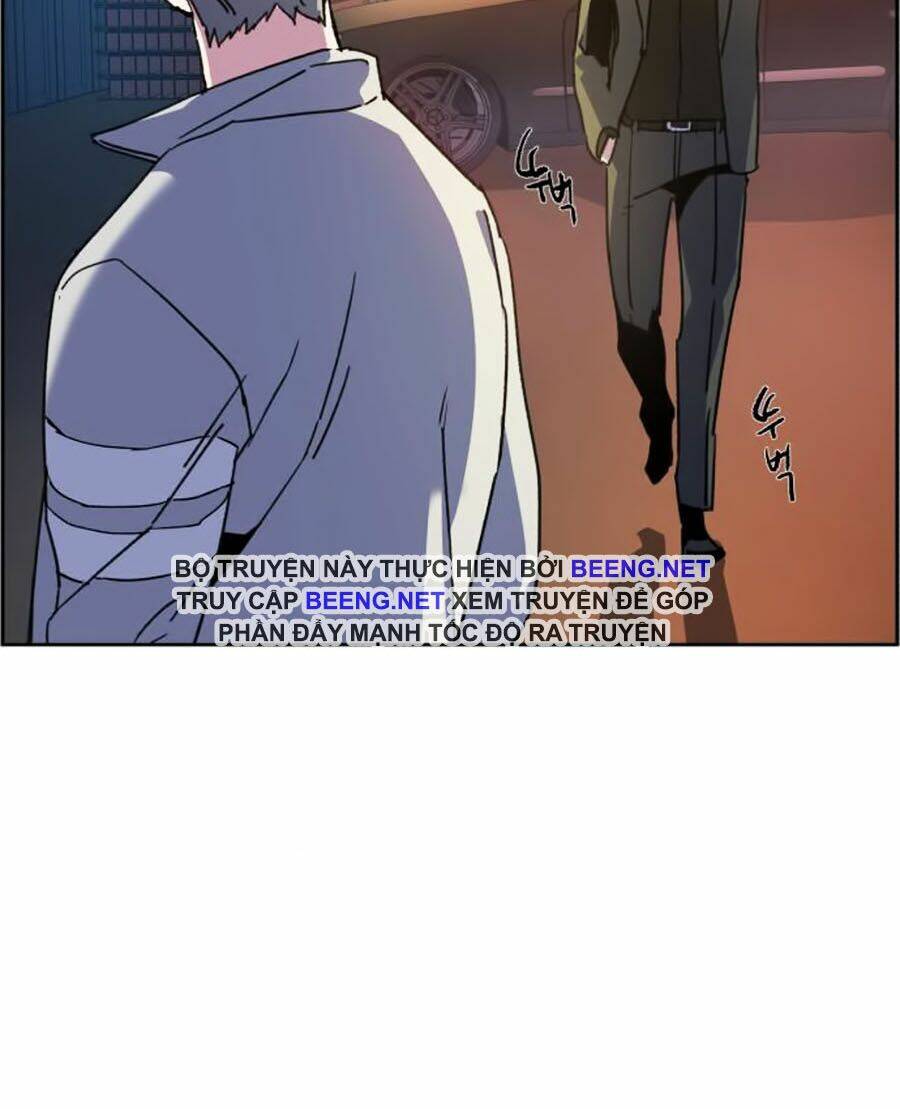 뚜벅
뚜벅
BỘ TRUYỆN NÀY THỰC HIỆN BỞI BEENG.NET
TRUY CẬP BEENG.NET XEM TRUYỆN ĐỂ GÓP
PHẦN ĐẨY MẠNH TỐC ĐỘ RA TRUYỆN